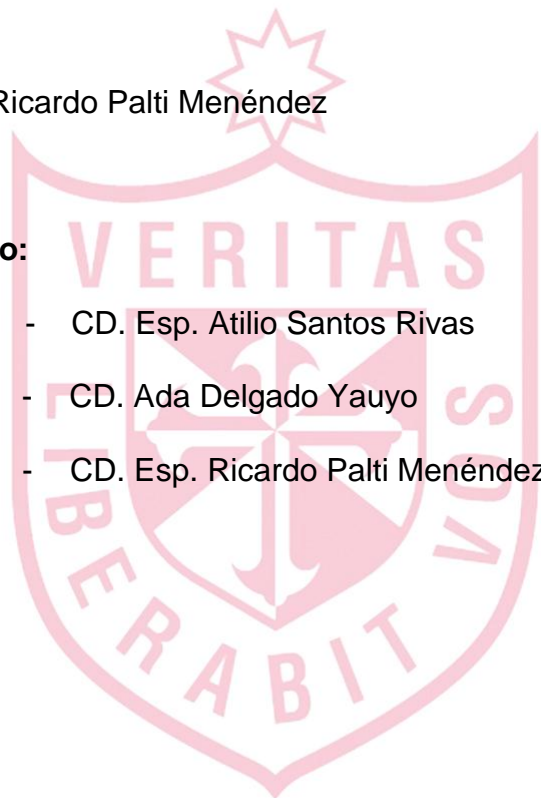 Ricardo Palti Menéndez
o:
- CD. Esp. Atilio Santos Rivas
- CD. Ada Delgado Yauyo
- CD. Esp. Ricardo Palti Menéndez
VERITAS
LIBERABIT VOS